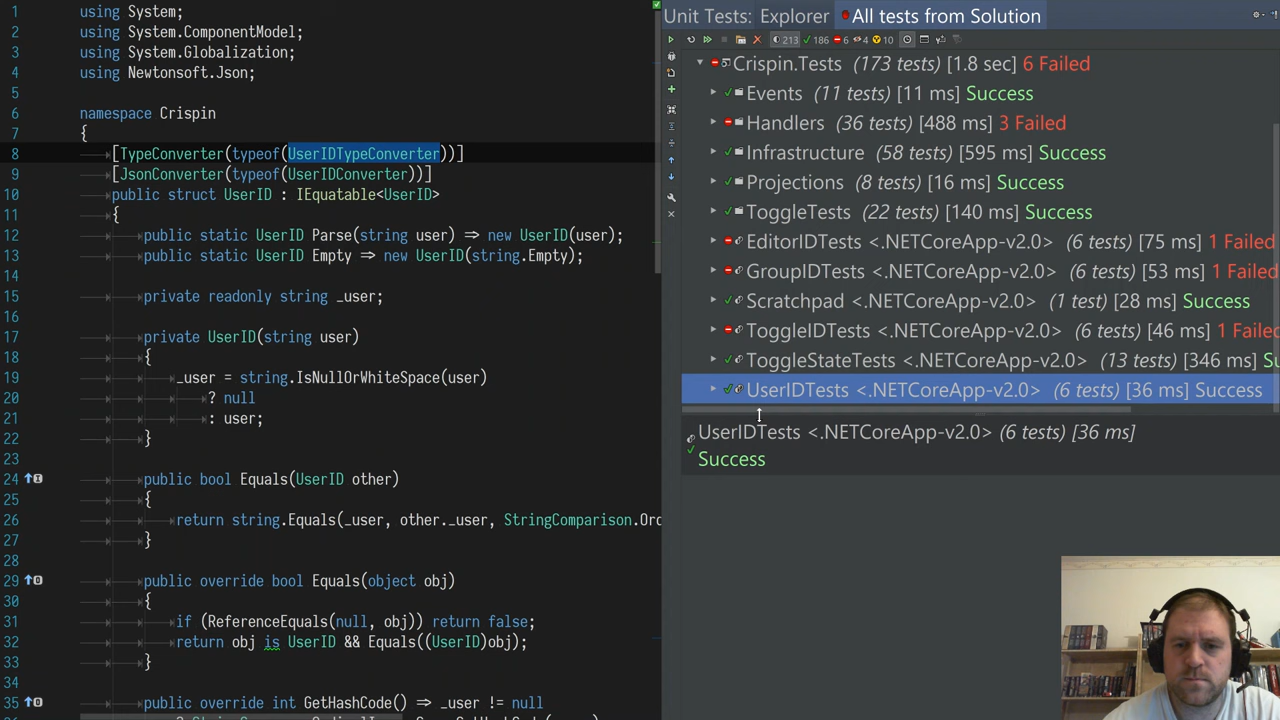 1 using System;
2 using System.ComponentModel;
3 using System.Globalization;
4 using Newtonsoft.Json;
5
6 namespace Crispin
7 {
8 [TypeConverter(typeof(UserIDTypeConverter))]
9 [JsonConverter(typeof(UserIDConverter))]
10 public struct UserID : IEquatable<UserID>
11 {
12 public static UserID Parse(string user) => new UserID(user);
13 public static UserID Empty => new UserID(string.Empty);
14
15 private readonly string _user;
16
17 private UserID(string user)
18 {
19 _user = string.IsNullOrWhiteSpace(user)
20 ? null
21 : user;
22 }
23
24 public bool Equals(UserID other)
25 {
26 return string.Equals(_user, other._user, StringComparison.Ord
27 }
28
29 public override bool Equals(object obj)
30 {
31 if (ReferenceEquals(null, obj)) return false;
32 return obj is UserID && Equals((UserID)obj);
33 }
34
35 public override int GetHashCode() => _user != null
Unit Tests: Explorer All tests from Solution
213 186 6 4 10
Crispin.Tests (173 tests) [1.8 sec] 6 Failed
Events (11 tests) [11 ms] Success
Handlers (36 tests) [488 ms] 3 Failed
Infrastructure (58 tests) [595 ms] Success
Projections (8 tests) [16 ms] Success
ToggleTests (22 tests) [140 ms] Success
EditorIDTests <.NETCoreApp-v2.0> (6 tests) [75 ms] 1 Failed
GroupIDTests <.NETCoreApp-v2.0> (6 tests) [53 ms] 1 Failed
Scratchpad <.NETCoreApp-v2.0> (1 test) [28 ms] Success
ToggleIDTests <.NETCoreApp-v2.0> (6 tests) [46 ms] 1 Failed
ToggleStateTests <.NETCoreApp-v2.0> (13 tests) [346 ms] Su
UserIDTests <.NETCoreApp-v2.0> (6 tests) [36 ms] Success
UserIDTests <.NETCoreApp-v2.0> (6 tests) [36 ms]
Success